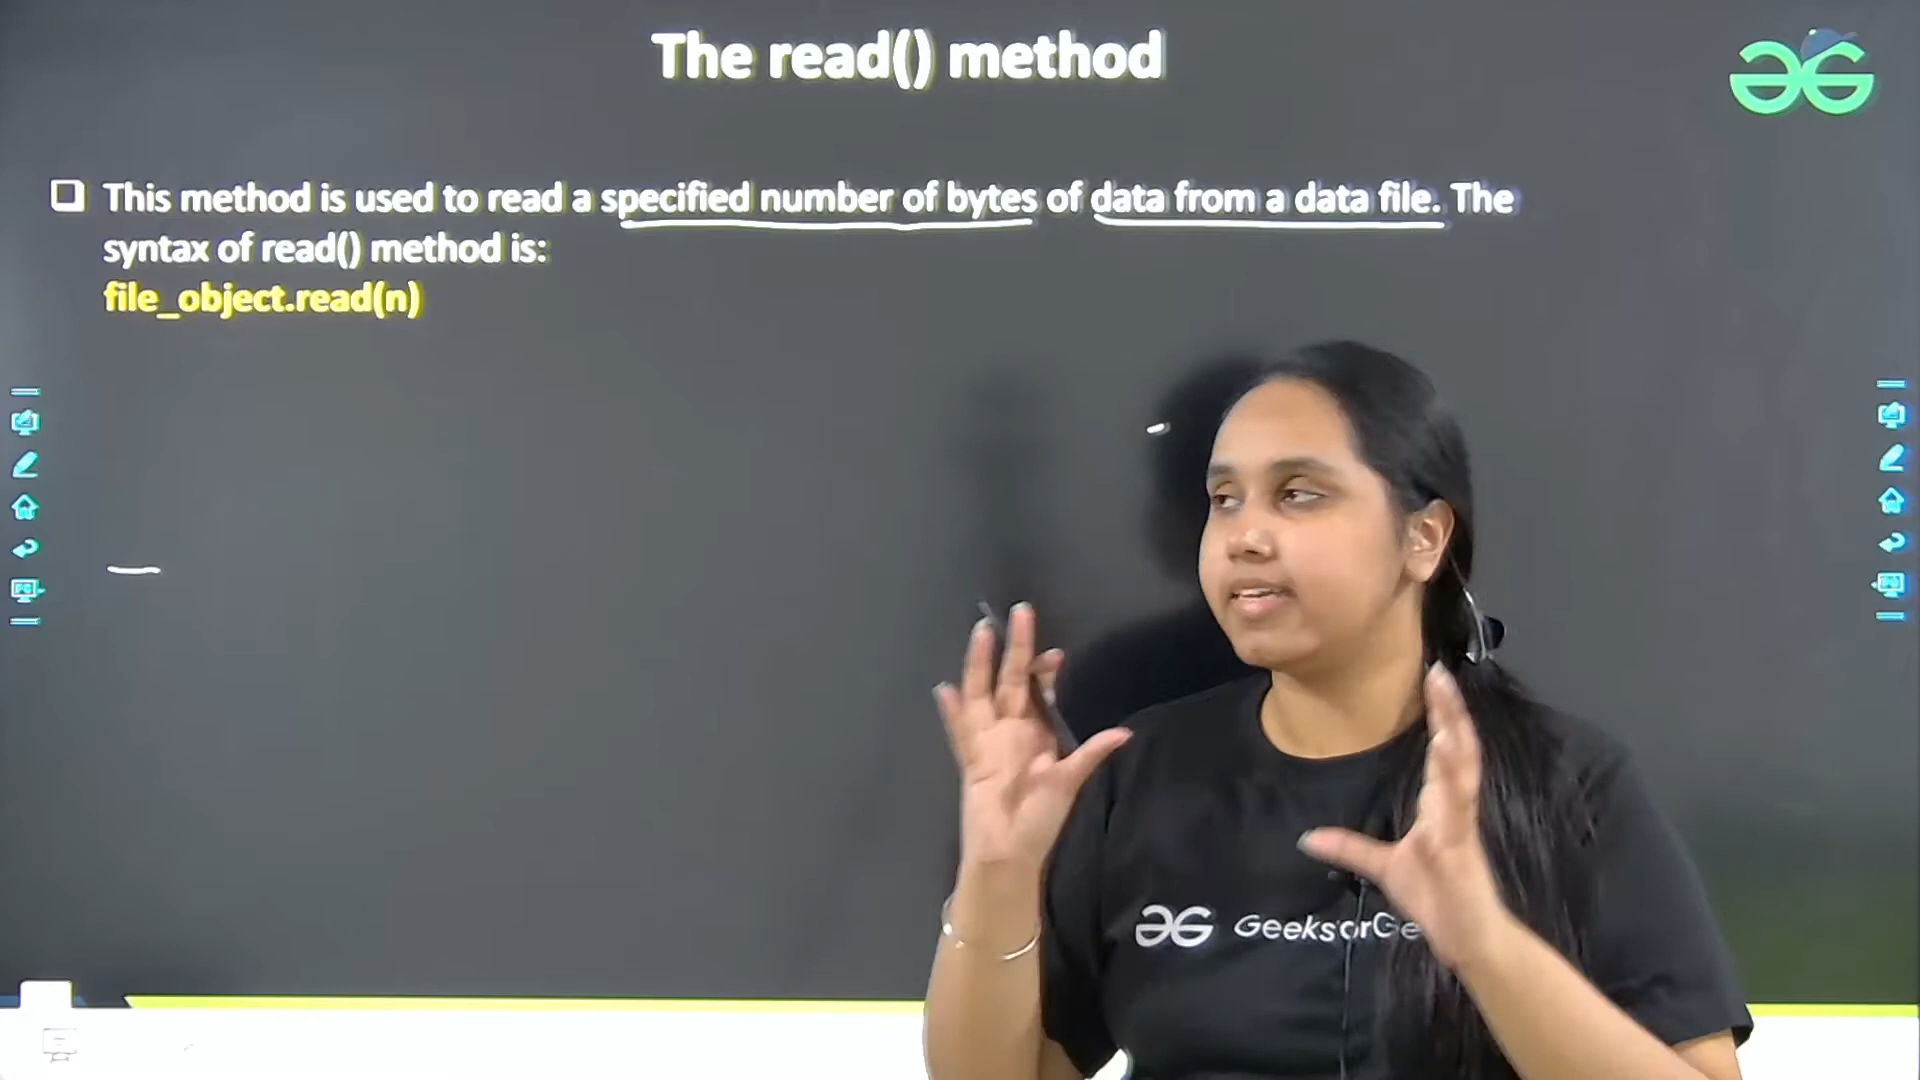 The read() method
This method is used to read a specified number of bytes of data from a data file. The
syntax of read() method is:
file_object.read(n)
GeeksforGe